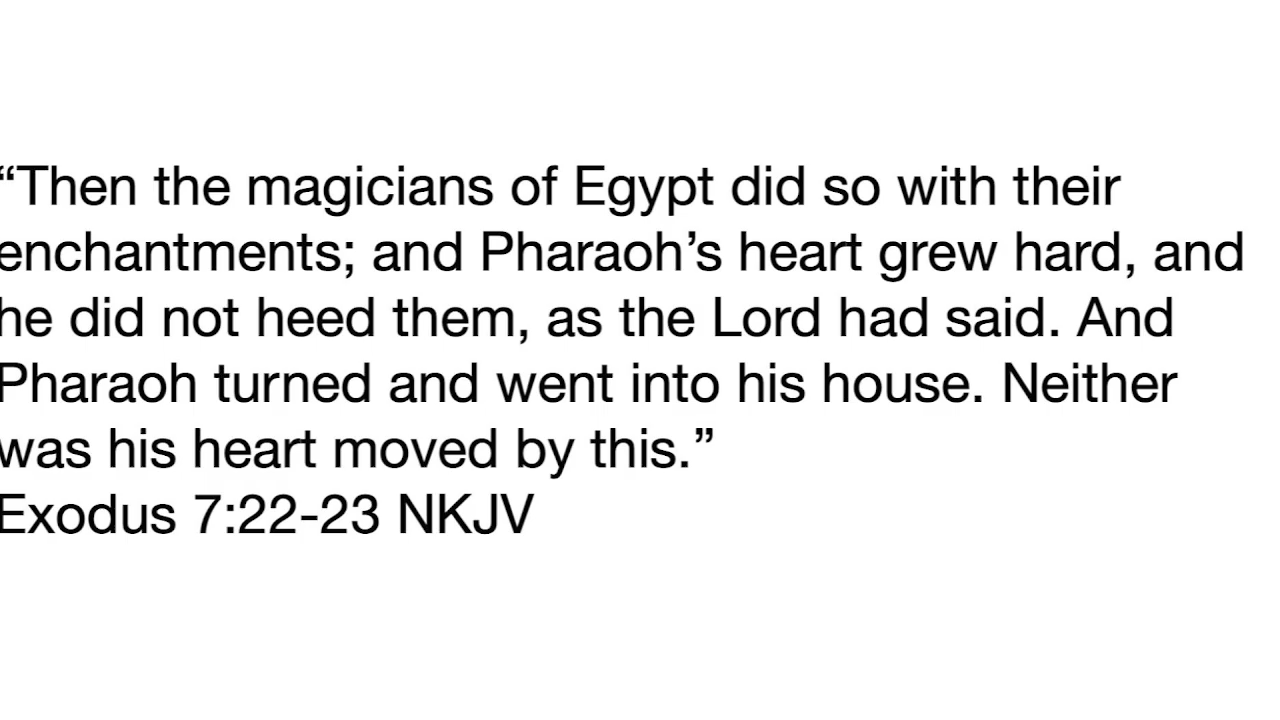 “Then the magicians of Egypt did so with their
enchantments; and Pharaoh’s heart grew hard, and
he did not heed them, as the Lord had said. And
Pharaoh turned and went into his house. Neither
was his heart moved by this.”
Exodus 7:22-23 NKJV